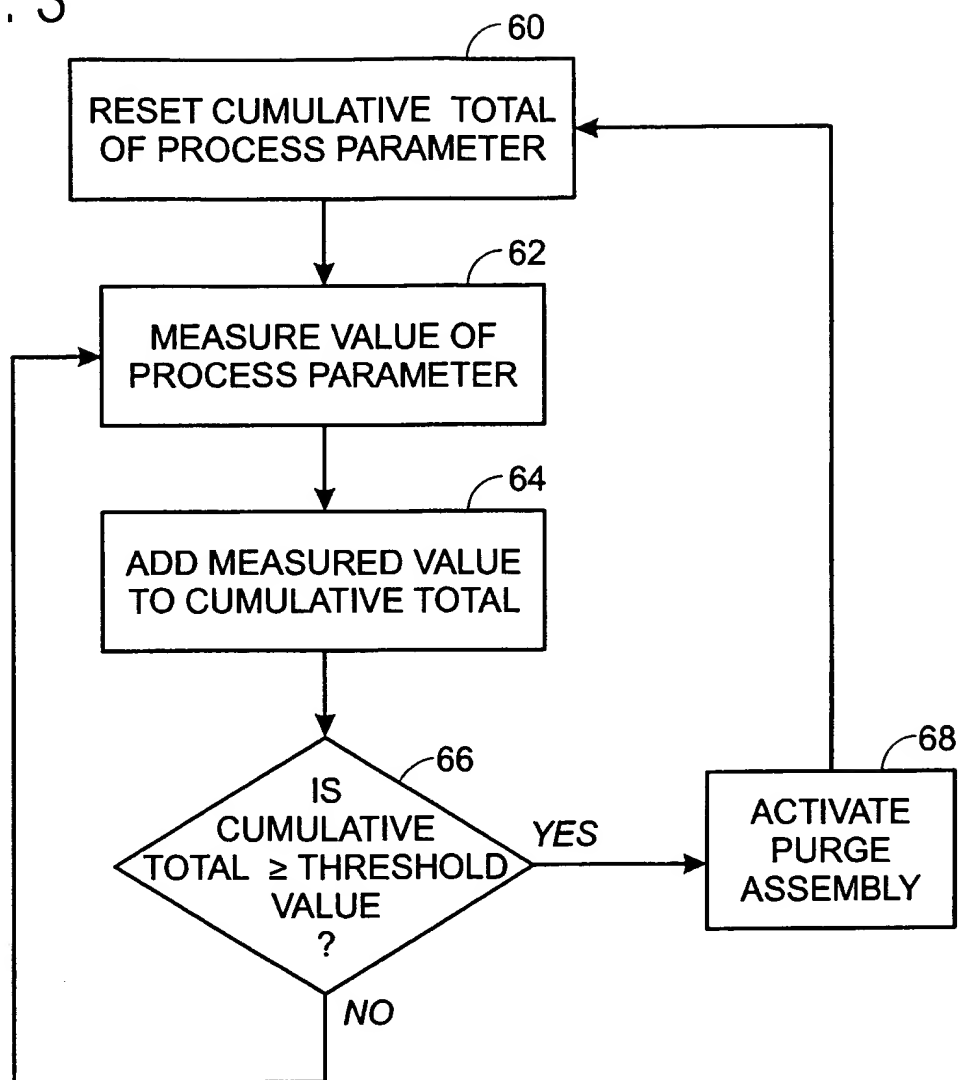 60
RESET CUMULATIVE TOTAL
OF PROCESS PARAMETER
62
MEASURE VALUE OF
PROCESS PARAMETER
64
ADD MEASURED VALUE
TO CUMULATIVE TOTAL
66
IS
CUMULATIVE
TOTAL ≥ THRESHOLD
VALUE
?
YES
68
ACTIVATE
PURGE
ASSEMBLY
NO